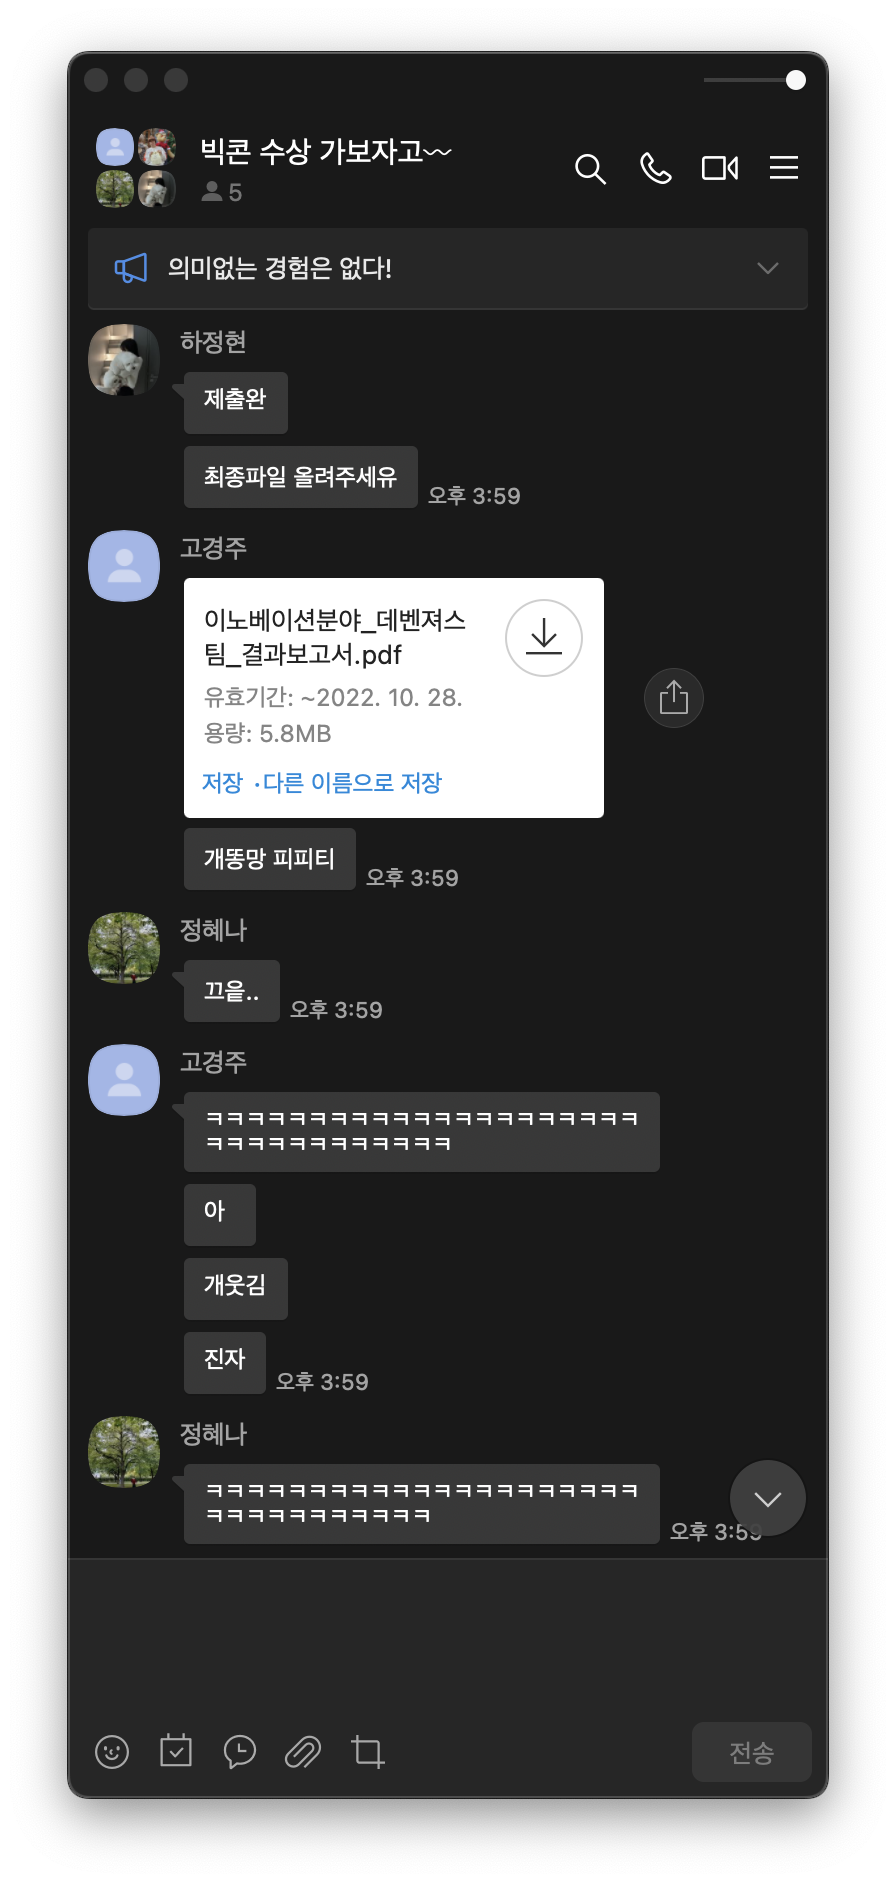 빅콘 수상 가보자고~
5
의미없는 경험은 없다!
하정현
제출완
최종파일 올려주세유
오후 3:59
고경주
이노베이션분야_데벤져스
팀_결과보고서.pdf
유효기간: ~2022. 10. 28.
용량: 5.8MB
저장 ·다른 이름으로 저장
개똥망 피피티
오후 3:59
정혜나
끄읕..
오후 3:59
고경주
ㅋㅋㅋㅋㅋㅋㅋㅋㅋㅋㅋㅋㅋㅋㅋㅋㅋㅋㅋㅋㅋ
ㅋㅋㅋㅋㅋㅋㅋㅋㅋㅋㅋㅋ
아
개웃김
진자
오후 3:59
정혜나
ㅋㅋㅋㅋㅋㅋㅋㅋㅋㅋㅋㅋㅋㅋㅋㅋㅋㅋㅋㅋㅋ
ㅋㅋㅋㅋㅋㅋㅋㅋㅋㅋㅋ
오후 3:59
전송